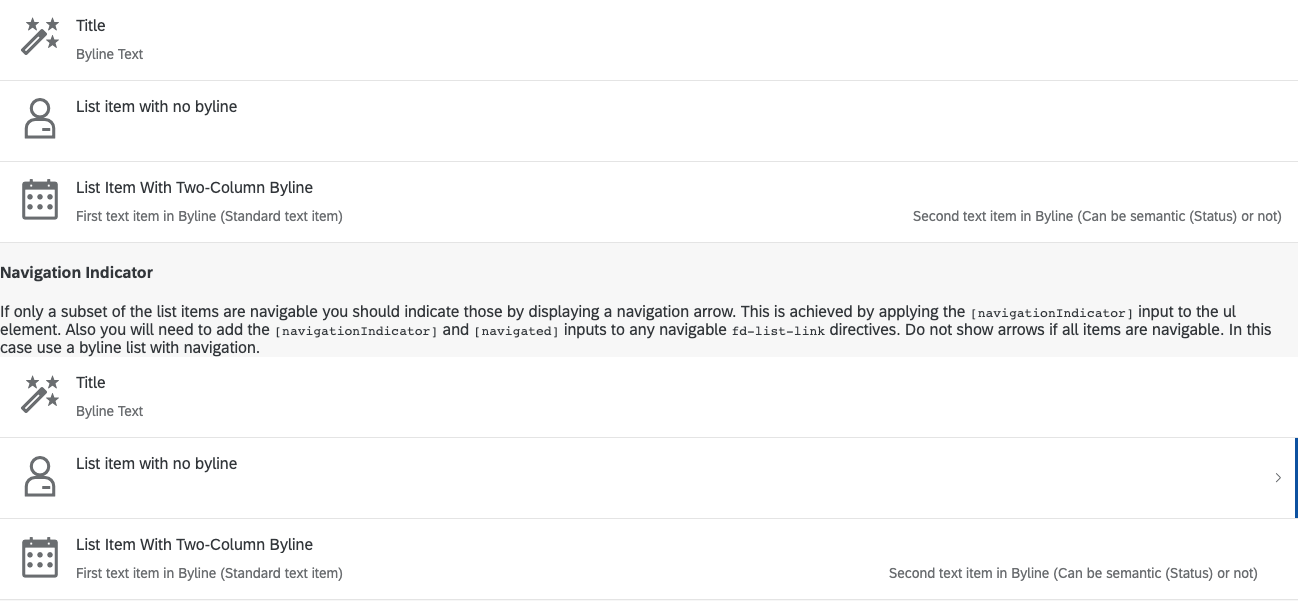 Title
Byline Text
List item with no byline
List Item With Two-Column Byline
First text item in Byline (Standard text item) Second text item in Byline (Can be semantic (Status) or not)
Navigation Indicator
If only a subset of the list items are navigable you should indicate those by displaying a navigation arrow. This is achieved by applying the [navigationIndicator] input to the ul
element. Also you will need to add the [navigationIndicator] and [navigated] inputs to any navigable fd-list-link directives. Do not show arrows if all items are navigable. In this
case use a byline list with navigation.
Title
Byline Text
List item with no byline
List Item With Two-Column Byline
First text item in Byline (Standard text item) Second text item in Byline (Can be semantic (Status) or not)